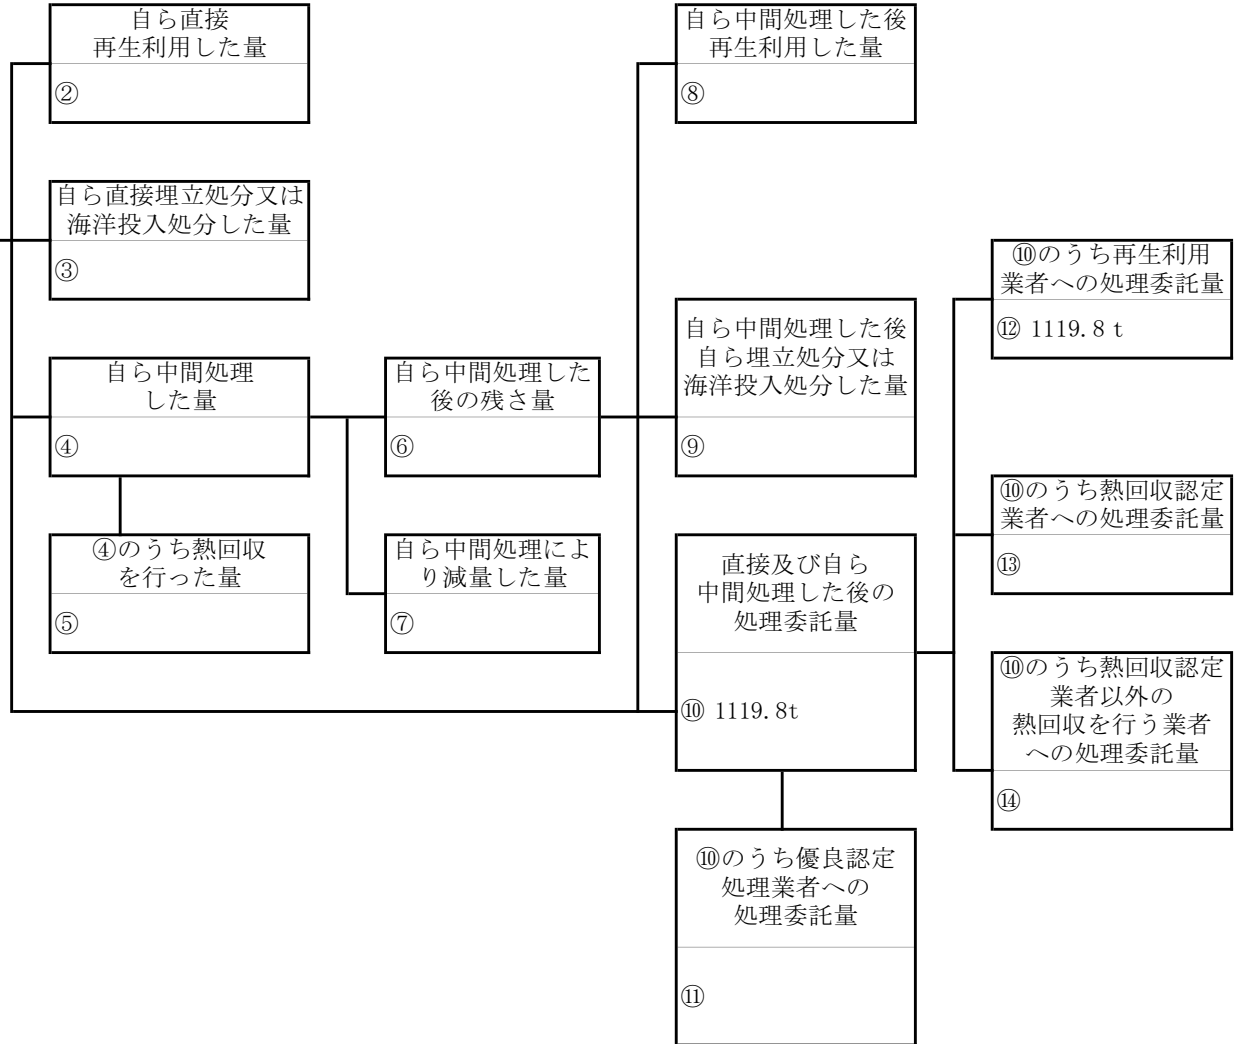 自ら直接
再生利用した量
②
自ら中間処理した後
再生利用した量
⑧
自ら直接埋立処分又は
海洋投入処分した量
③
⑩のうち再生利用
業者への処理委託量
⑫ 1119.8 t
自ら中間処理した後
自ら埋立処分又は
海洋投入処分した量
⑨
自ら中間処理
した量
④
自ら中間処理した
後の残さ量
⑥
⑩のうち熱回収認定
業者への処理委託量
⑬
④のうち熱回収
を行った量
⑤
自ら中間処理によ
り減量した量
⑦
直接及び自ら
中間処理した後の
処理委託量
⑩ 1119.8t
⑩のうち熱回収認定
業者以外の
熱回収を行う業者
への処理委託量
⑭
⑩のうち優良認定
処理業者への
処理委託量
⑪